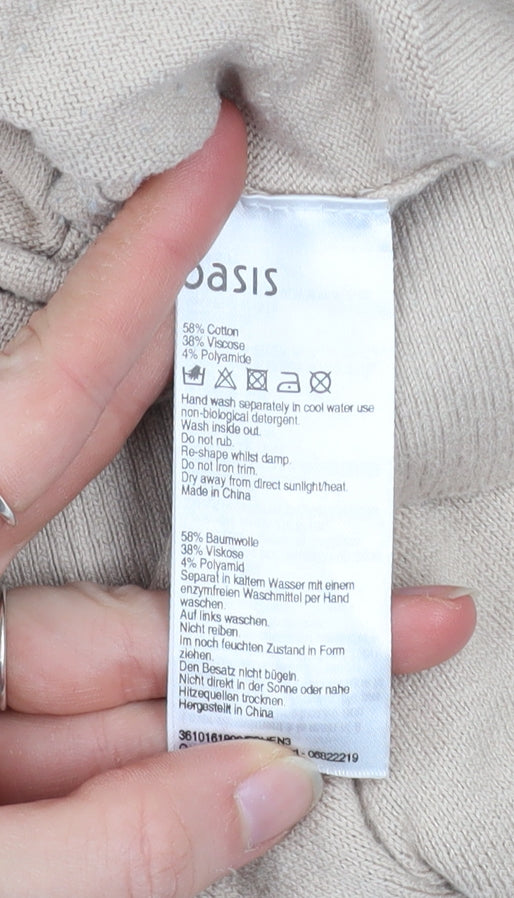 oasis
58% Cotton
38% Viscose
4% Polyamide
Hand wash separately in cool water use
non-biological detergent.
Wash inside out.
Do not rub.
Re-shape whilst damp.
Do not Iron trim.
Dry away from direct sunlight/heat.
Made in China
58% Baumwolle
38% Viskose
4% Polyamid
Separat in kaltem Wasser mit einem
enzymfreien Waschmittel per Hand
waschen.
Auf links waschen.
Nicht reiben.
Im noch feuchten Zustand in Form
ziehen.
Den Besatz nicht bügeln.
Nicht direkt in der Sonne oder nahe
Hitzequellen trocknen.
Hergestellt in China
06822219